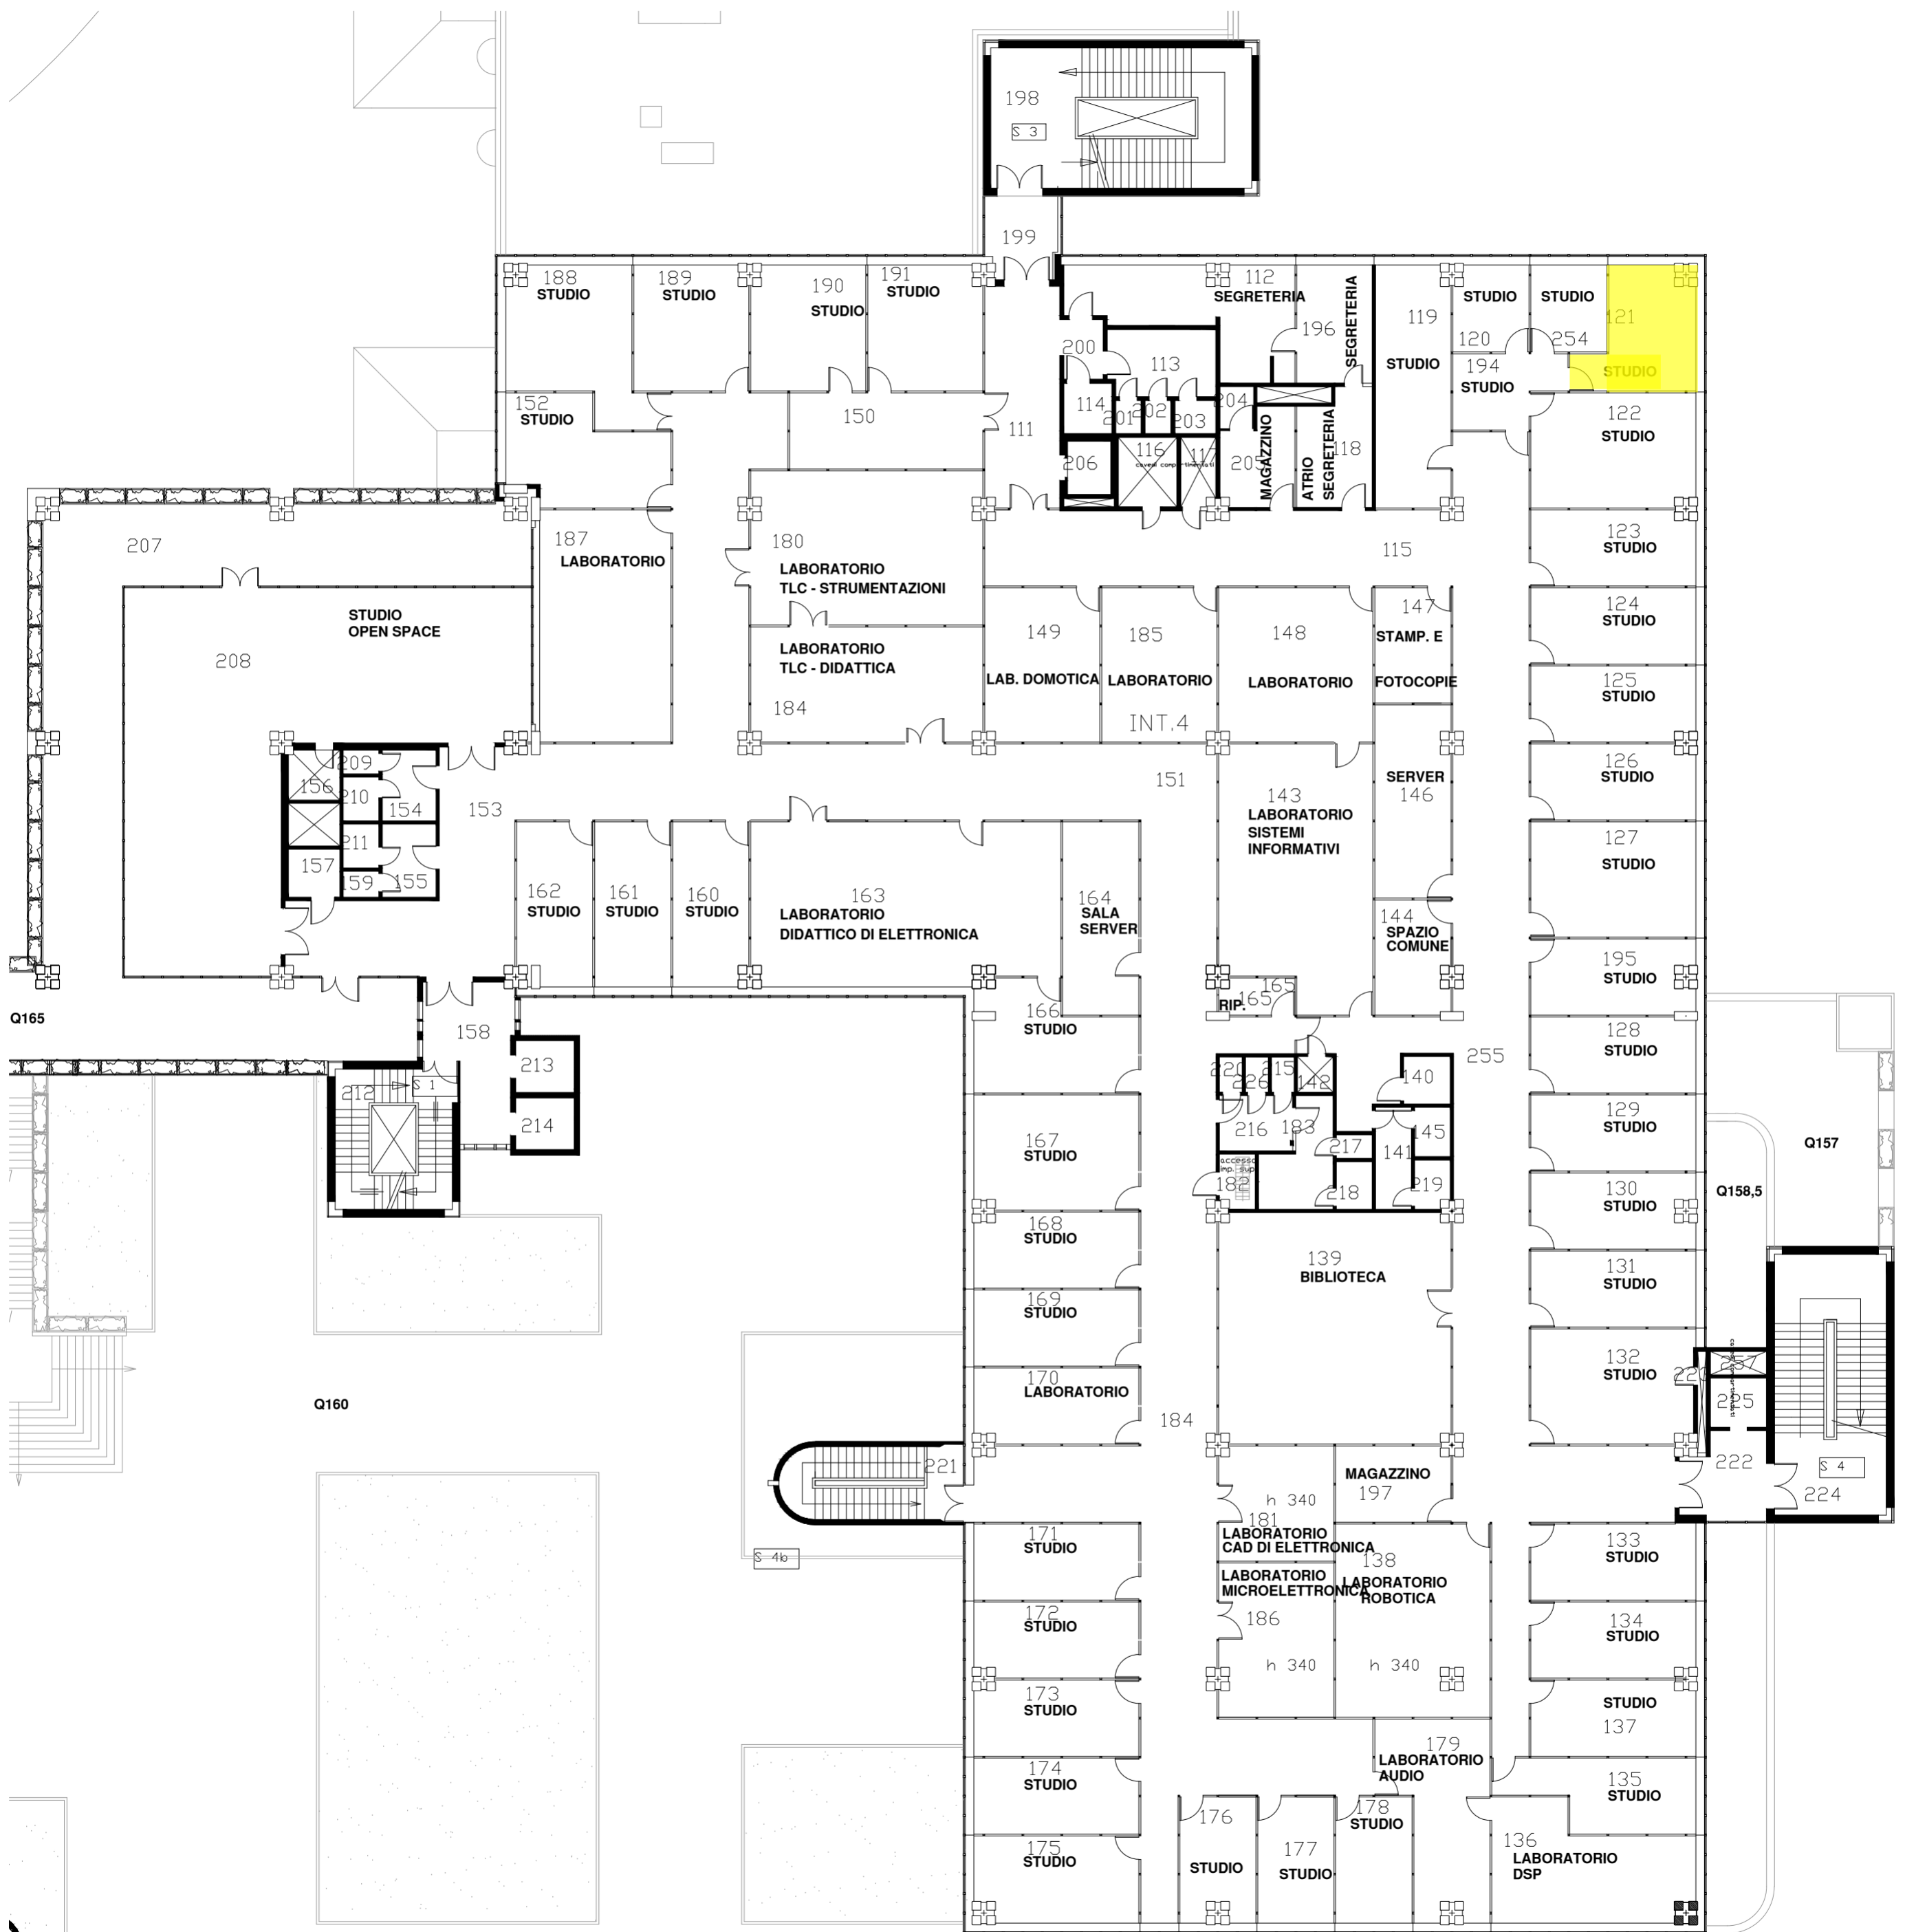 198
S 3
199
188
STUDIO
189
STUDIO
190
STUDIO
191
STUDIO
112
SEGRETERIA
196
SEGRETERIA
119
STUDIO
STUDIO
120
STUDIO
254
121
STUDIO
194
STUDIO
200
113
114
201
202
203
204
152
STUDIO
150
111
206
116
117
205
MAGAZZINO
ATRIO
SEGRETERIA
118
122
STUDIO
207
187
LABORATORIO
180
LABORATORIO
TLC - STRUMENTAZIONI
115
123
STUDIO
STUDIO
OPEN SPACE
208
LABORATORIO
TLC - DIDATTICA
184
149
LAB. DOMOTICA
185
LABORATORIO
INT.4
148
LABORATORIO
147
STAMP. E
FOTOCOPIE
124
STUDIO
125
STUDIO
156
209
210
154
211
157
159
155
153
151
143
LABORATORIO
SISTEMI
INFORMATIVI
SERVER
146
126
STUDIO
127
STUDIO
162
STUDIO
161
STUDIO
160
STUDIO
163
LABORATORIO
DIDATTICO DI ELETTRONICA
164
SALA
SERVER
144
SPAZIO
COMUNE
195
STUDIO
Q165
158
166
STUDIO
RIP.
165
165
255
128
STUDIO
213
212
S 1
214
220
226
215
142
140
216
183
217
145
141
accesso
imp. sup
182
218
219
167
STUDIO
129
STUDIO
Q157
Q158,5
168
STUDIO
130
STUDIO
139
BIBLIOTECA
131
STUDIO
169
STUDIO
170
LABORATORIO
132
STUDIO
225
Q160
184
221
MAGAZZINO
197
222
S 4
224
h 340
181
LABORATORIO
CAD DI ELETTRONICA
S 4b
171
STUDIO
138
LABORATORIO
ROBOTICA
133
STUDIO
LABORATORIO
MICROELETTRONICA
186
172
STUDIO
134
STUDIO
h 340
h 340
173
STUDIO
STUDIO
137
174
STUDIO
179
LABORATORIO
AUDIO
135
STUDIO
176
STUDIO
177
STUDIO
178
STUDIO
175
STUDIO
136
LABORATORIO
DSP